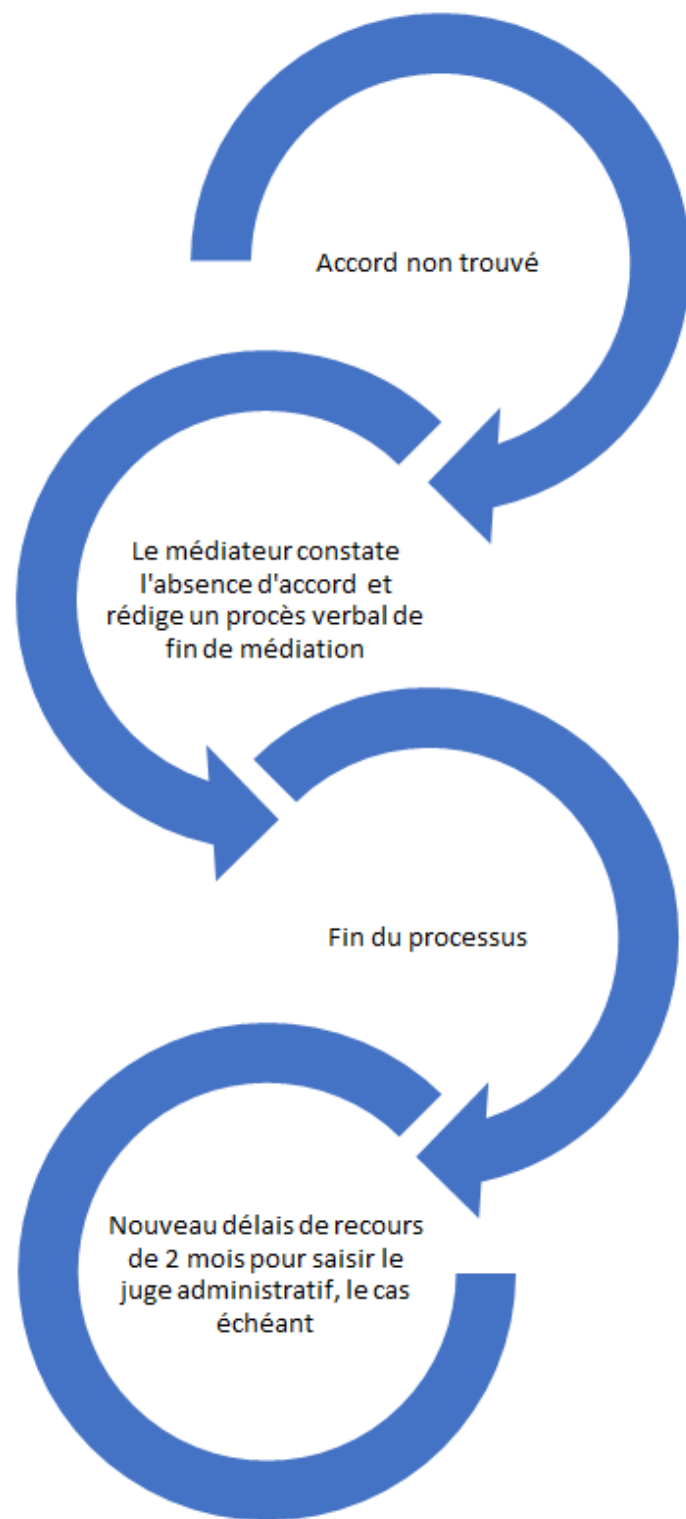 Accord non trouvé
Le médiateur constate
l'absence d'accord et
rédige un procès verbal de
fin de médiation
Fin du processus
Nouveau délais de recours
de 2 mois pour saisir le
juge administratif, le cas
échéant